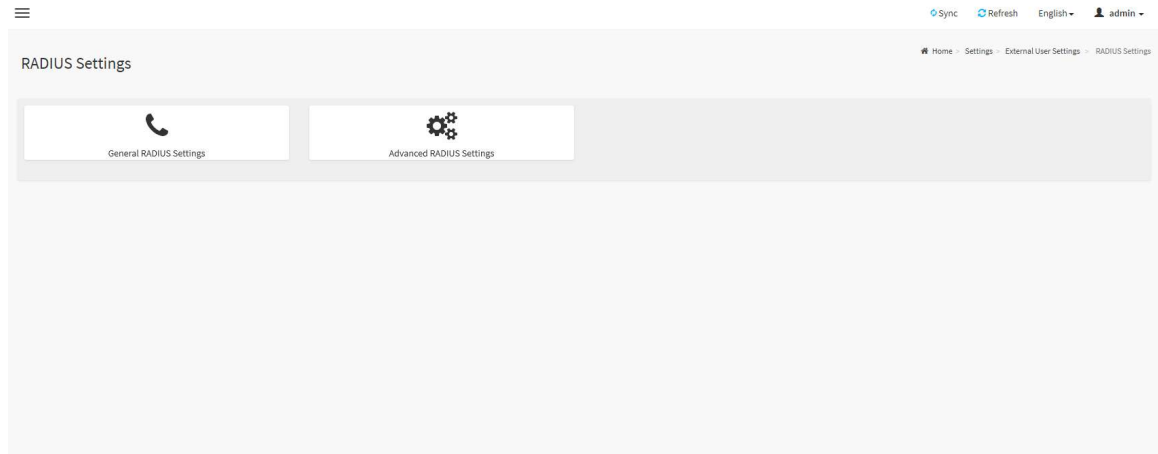 Sync Refresh English admin
RADIUS Settings
Home > Settings > External User Settings > RADIUS Settings
General RADIUS Settings Advanced RADIUS Settings